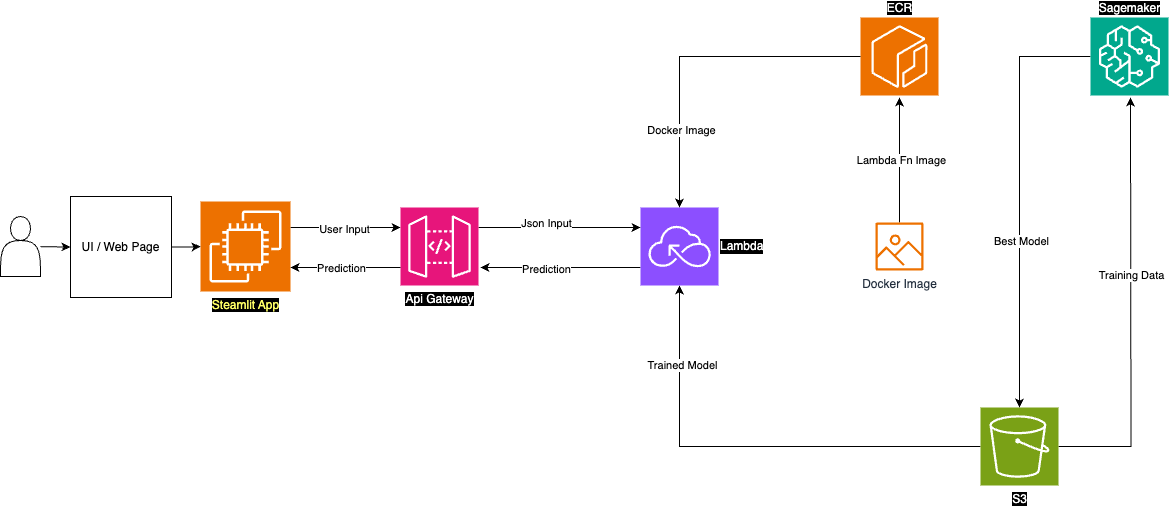 ECR
Sagemaker
Docker Image
Lambda Fn Image
UI / Web Page
User Input
Json Input
Lambda
Best Model
Prediction
Prediction
Training Data
Docker Image
Steamlit App
Api Gateway
Trained Model
S3